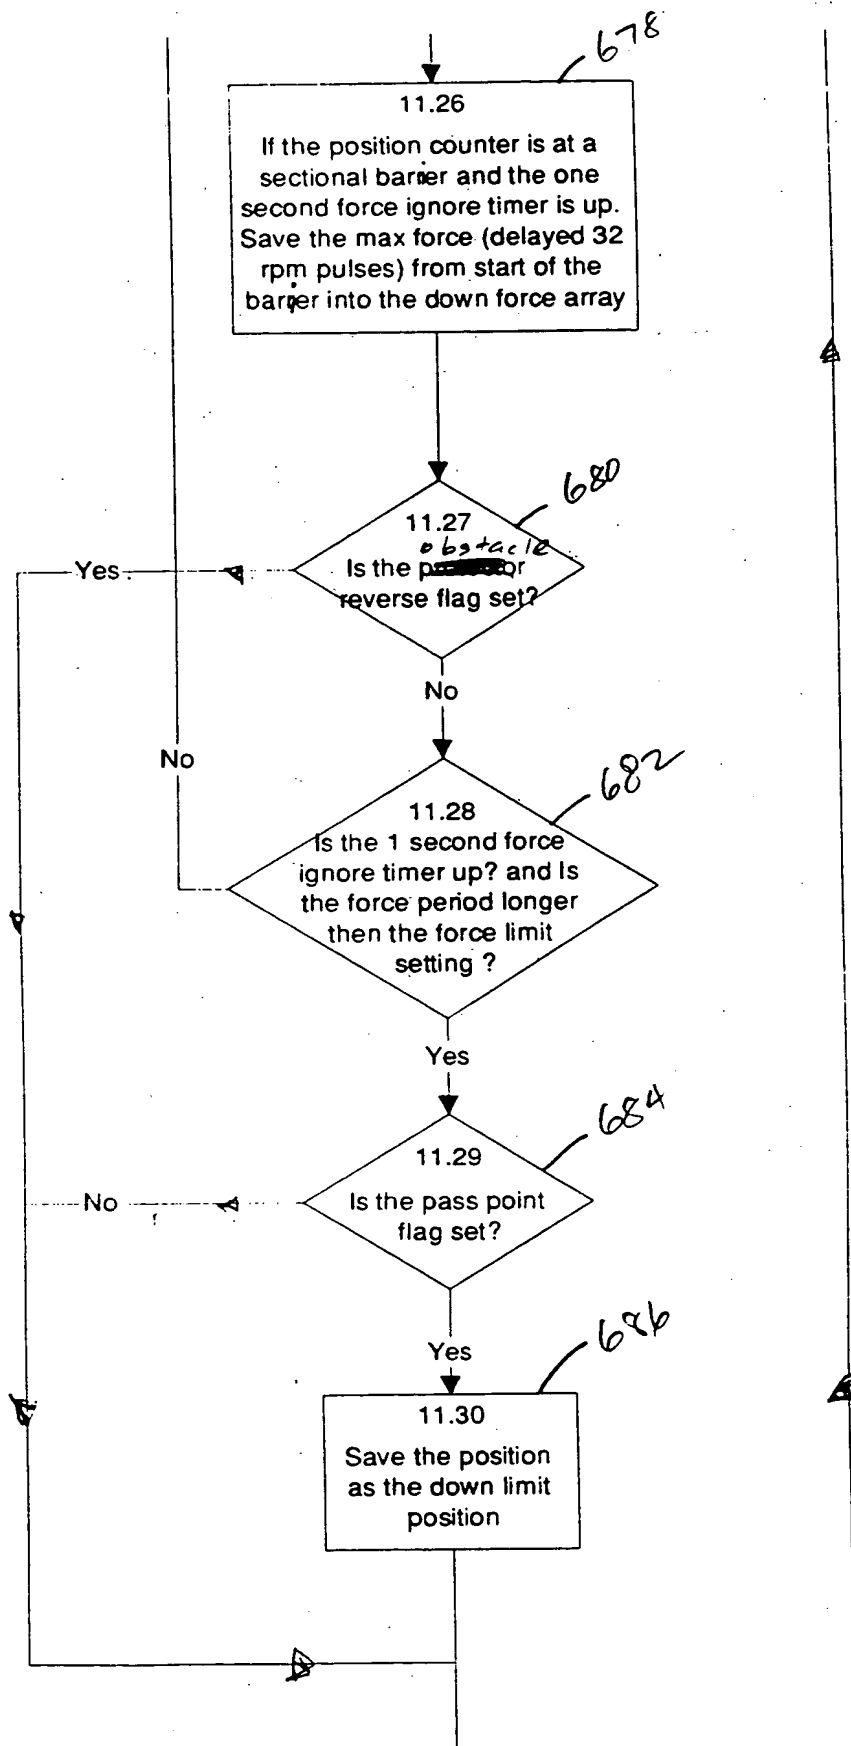 678
11.26
If the position counter is at a
sectional barrier and the one
second force ignore timer is up.
Save the max force (delayed 32
rpm pulses) from start of the
barrier into the down force array
680
11.27
obstacle
Is the or
reverse flag set?
Yes
No
No
682
11.28
Is the 1 second force
ignore timer up? and Is
the force period longer
then the force limit
setting ?
Yes
684
11.29
Is the pass point
flag set?
No
Yes
686
11.30
Save the position
as the down limit
position